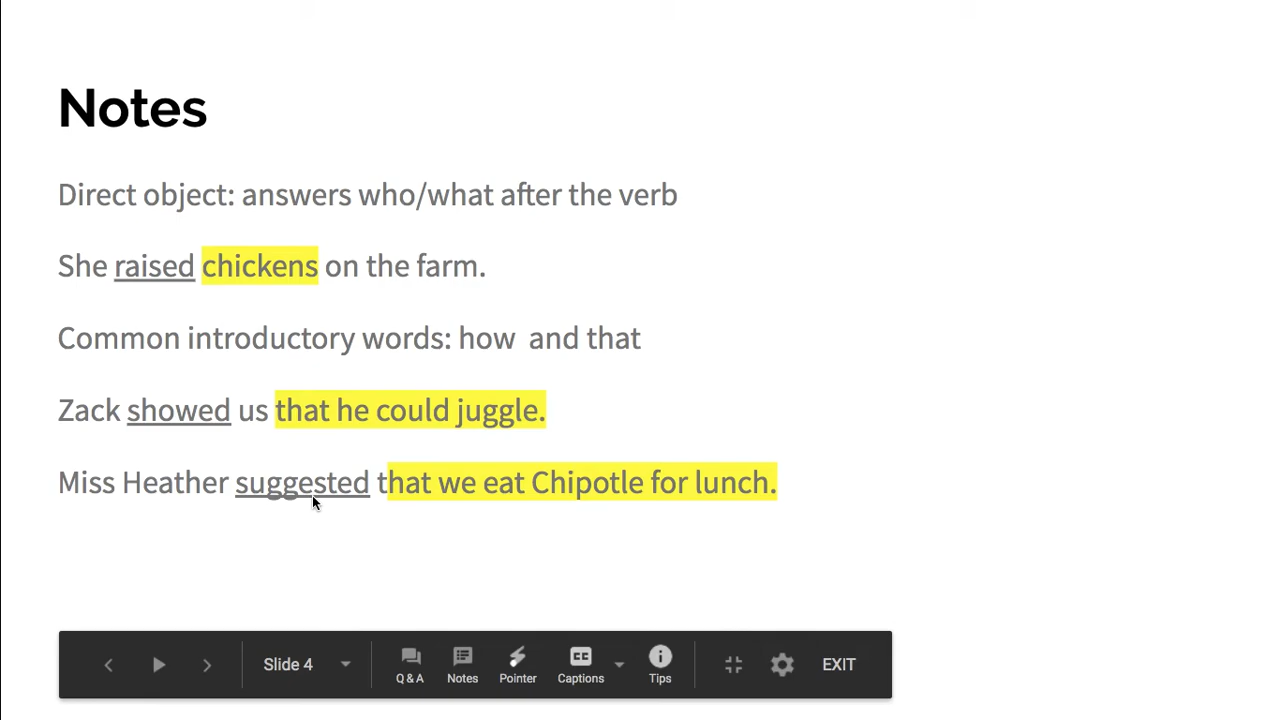 Notes
Direct object: answers who/what after the verb
She raised chickens on the farm.
Common introductory words: how  and that
Zack showed us that he could juggle.
Miss Heather suggested that we eat Chipotle for lunch.
Slide 4
Q & A
Notes
Pointer
CC
Captions
Tips
EXIT